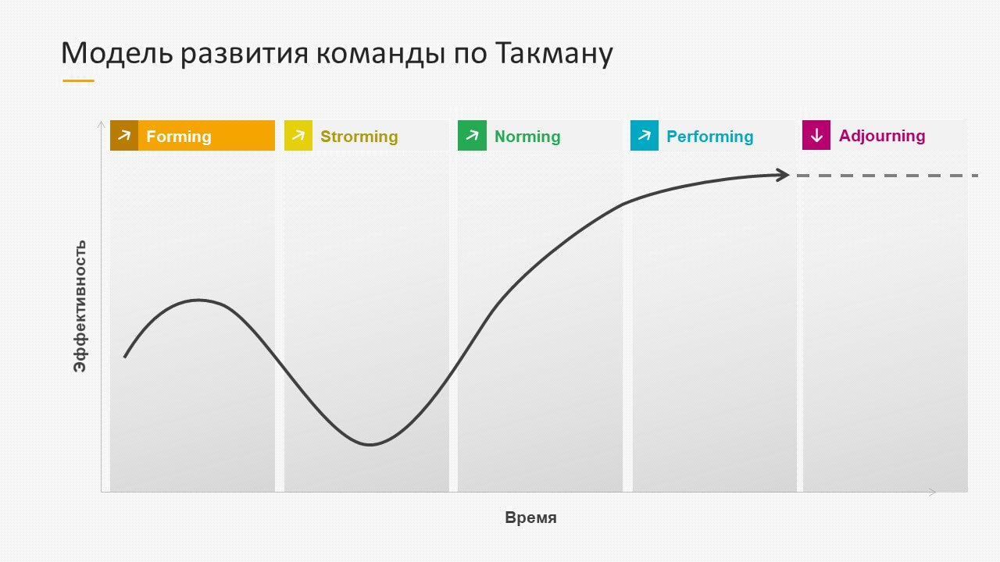 Модель развития команды по Такману
Forming
Strorming
Norming
Performing
Adjourning
Эффективность
Время